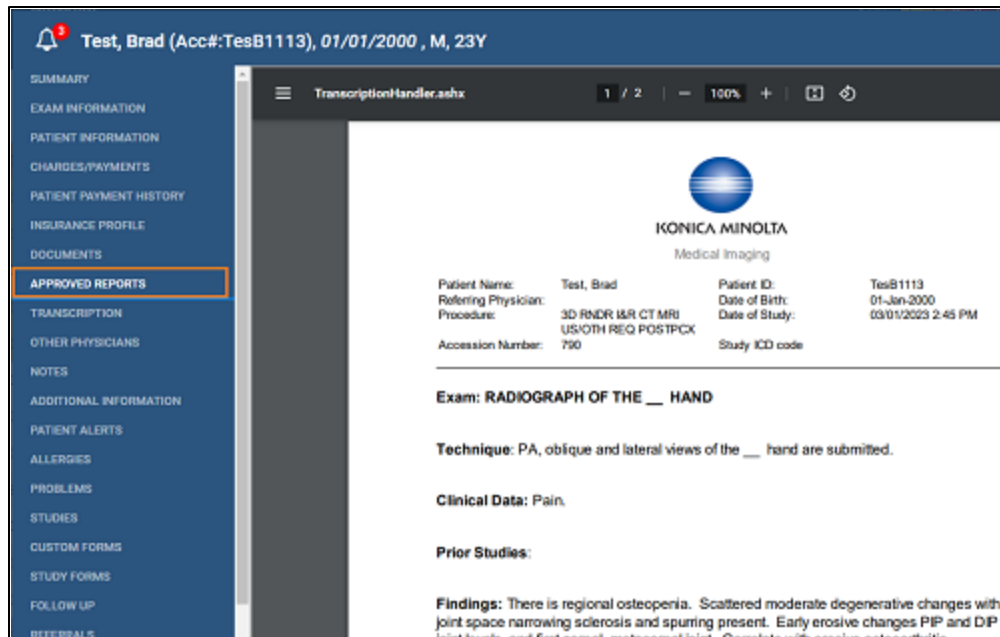 3
Test, Brad (Acc#:TesB1113), 01/01/2000 , M, 23Y
SUMMARY
EXAM INFORMATION
PATIENT INFORMATION
CHARGES/PAYMENTS
PATIENT PAYMENT HISTORY
INSURANCE PROFILE
DOCUMENTS
APPROVED REPORTS
TRANSCRIPTION
OTHER PHYSICIANS
NOTES
ADDITIONAL INFORMATION
PATIENT ALERTS
ALLERGIES
PROBLEMS
STUDIES
CUSTOM FORMS
STUDY FORMS
FOLLOW UP
REFERRALS
TranscriptionHandler.ashx 1 / 2 − 100% +
KONICA MINOLTA
Medical Imaging
Patient Name: Test, Brad Patient ID: TesB1113
Referring Physician: Date of Birth: 01-Jan-2000
Procedure: 3D RNDR I&R CT MRI Date of Study: 03/01/2023 2:45 PM
US/OTH REQ POSTPCX
Accession Number: 790 Study ICD code
Exam: RADIOGRAPH OF THE __ HAND
Technique: PA, oblique and lateral views of the __ hand are submitted.
Clinical Data: Pain.
Prior Studies:
Findings: There is regional osteopenia. Scattered moderate degenerative changes with
joint space narrowing sclerosis and spurring present. Early erosive changes PIP and DIP